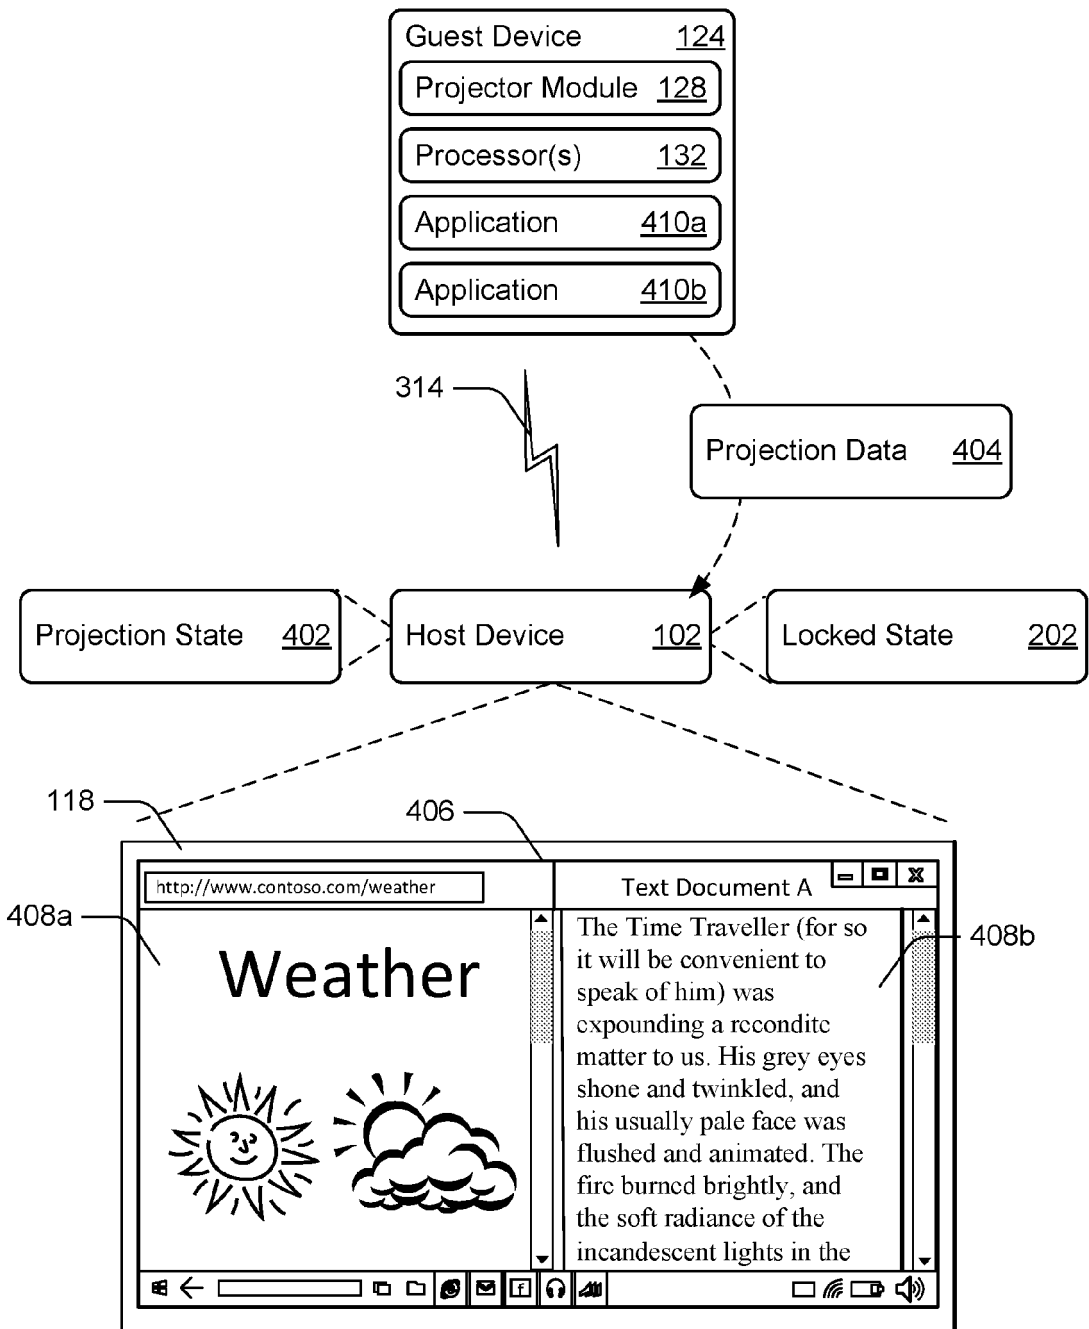 Guest Device 124
Projector Module 128
Processor(s) 132
Application 410a
Application 410b
314
Projection Data 404
Projection State 402
Host Device 102
Locked State 202
118
406
http://www.contoso.com/weather
Text Document A
X
408a
408b
Weather
The Time Traveller (for so
it will be convenient to
speak of him) was
expounding a recondite
matter to us. His grey eyes
shone and twinkled, and
his usually pale face was
flushed and animated. The
fire burned brightly, and
the soft radiance of the
incandescent lights in the
f